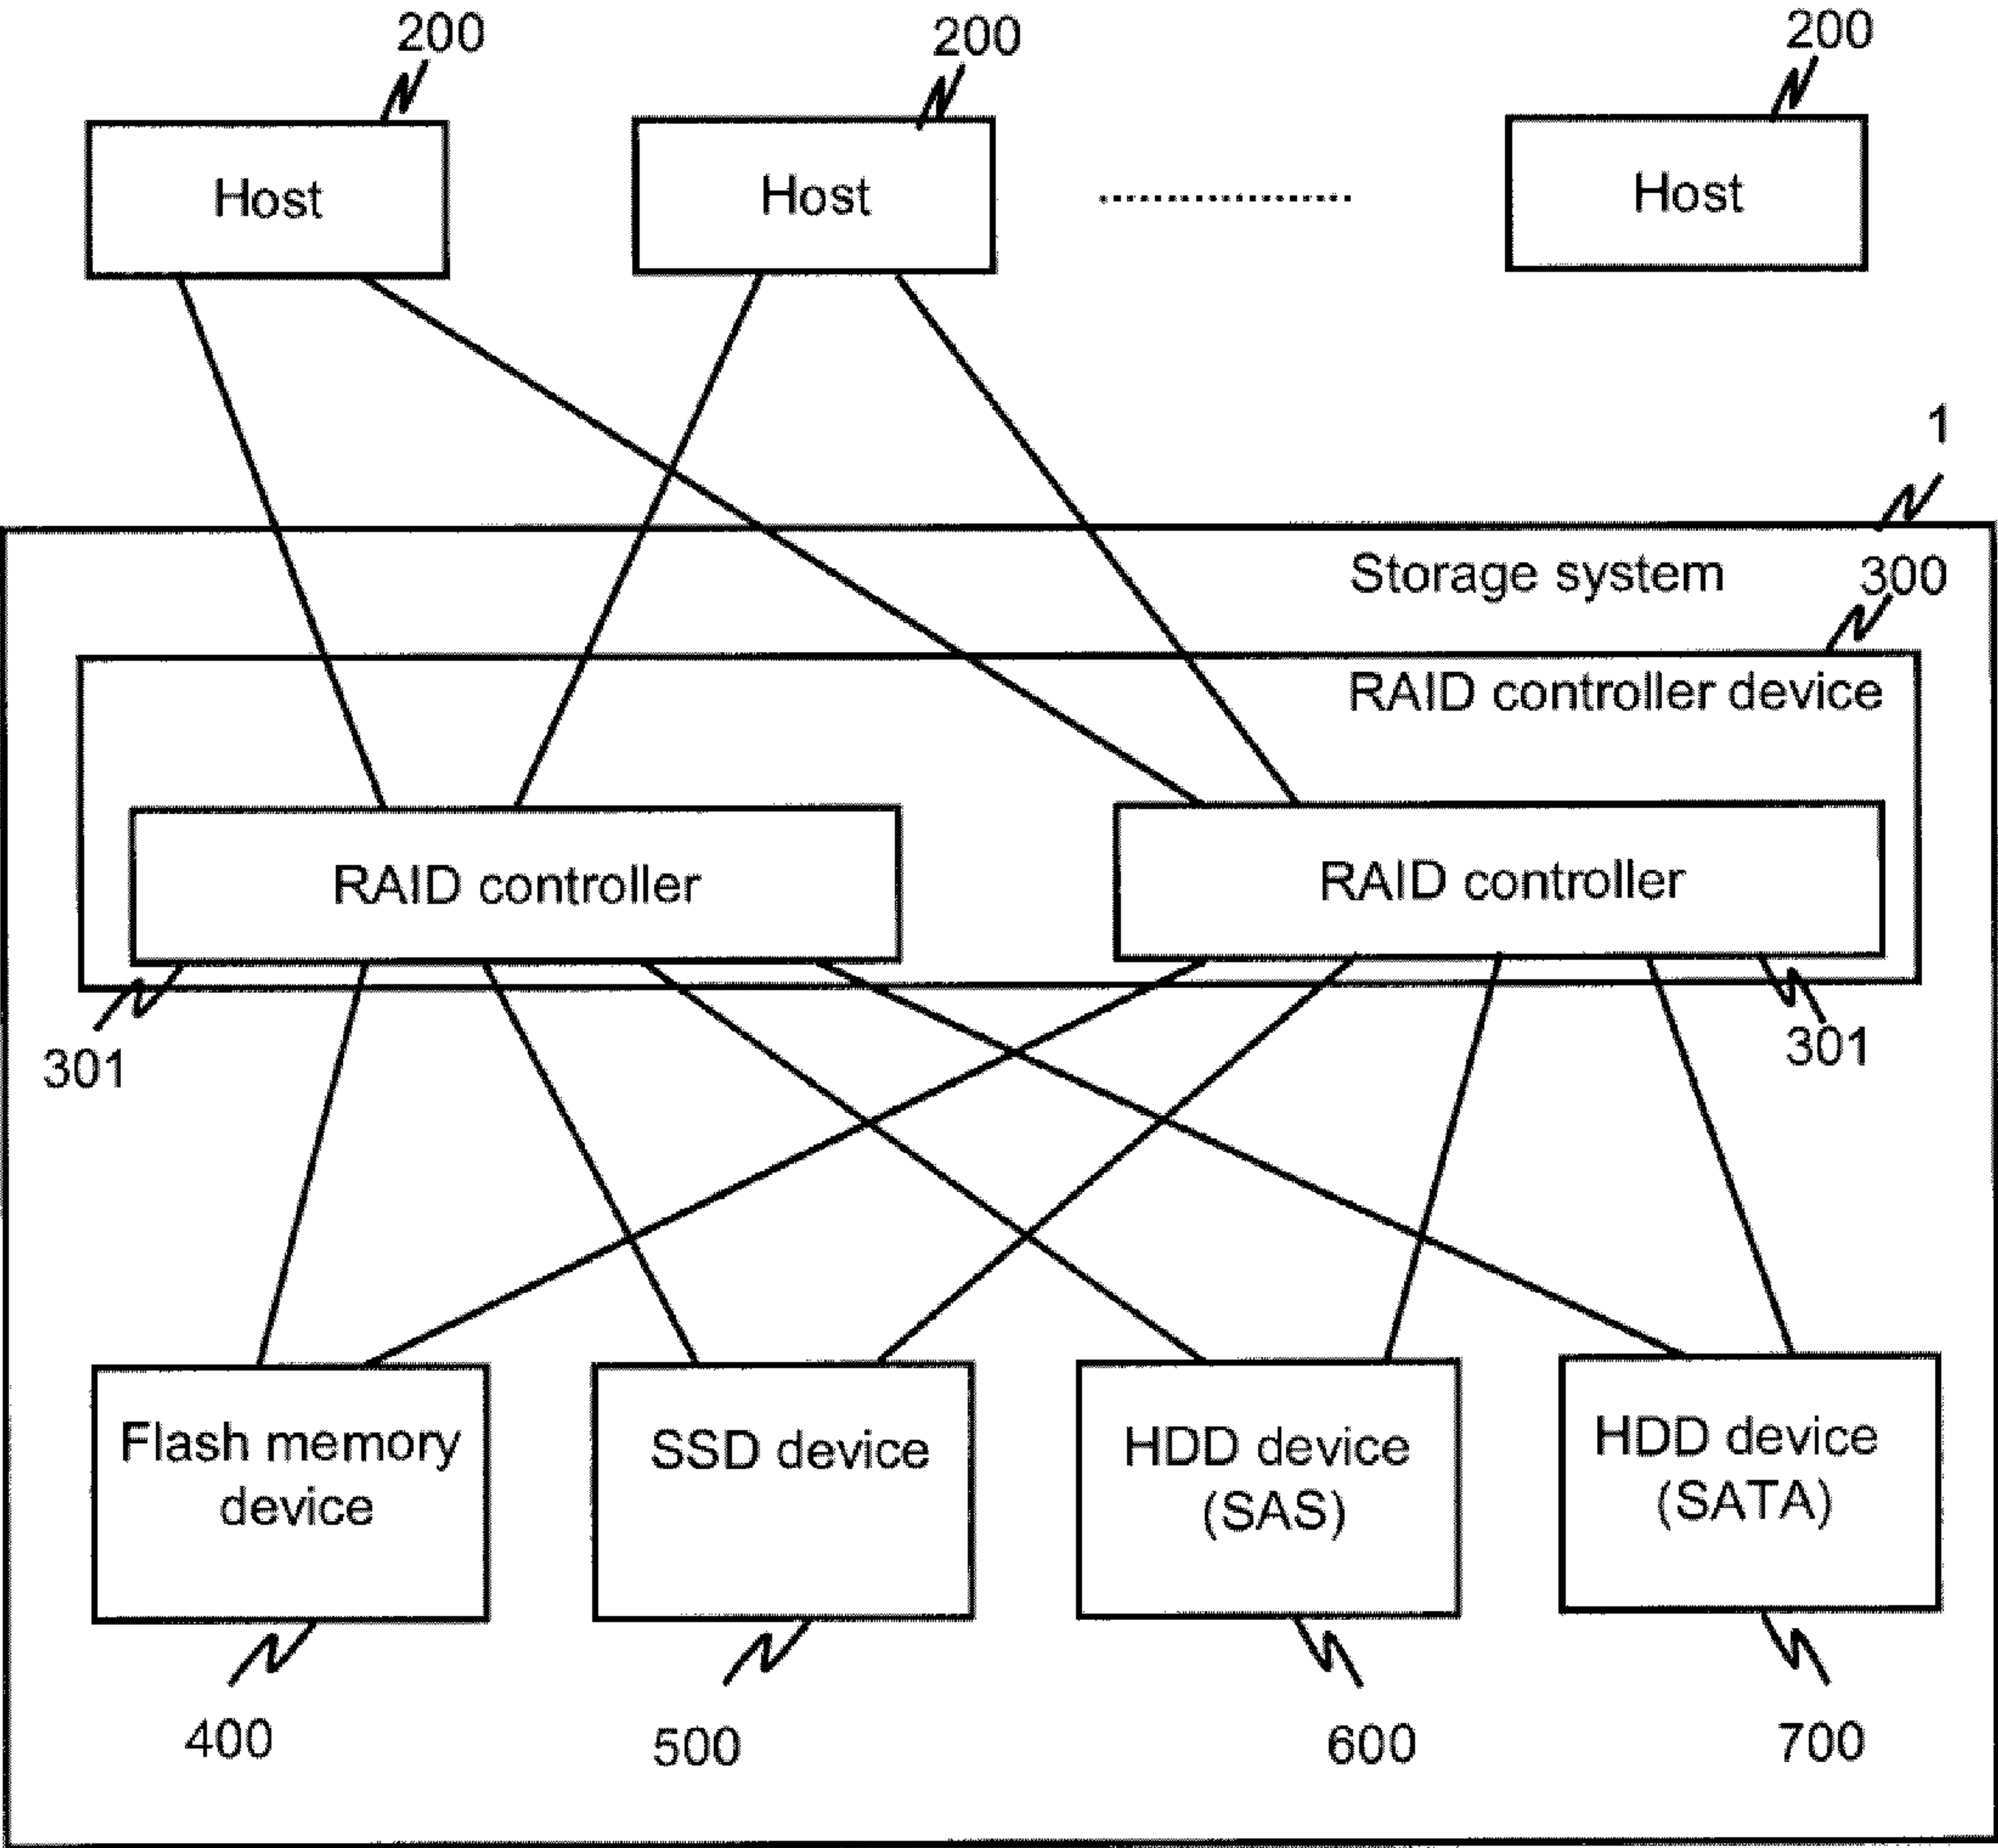 200
200
200
Host
Host
Host
1
Storage system
300
RAID controller device
RAID controller
RAID controller
301
301
Flash memory
device
SSD device
HDD device
(SAS)
HDD device
(SATA)
400
500
600
700